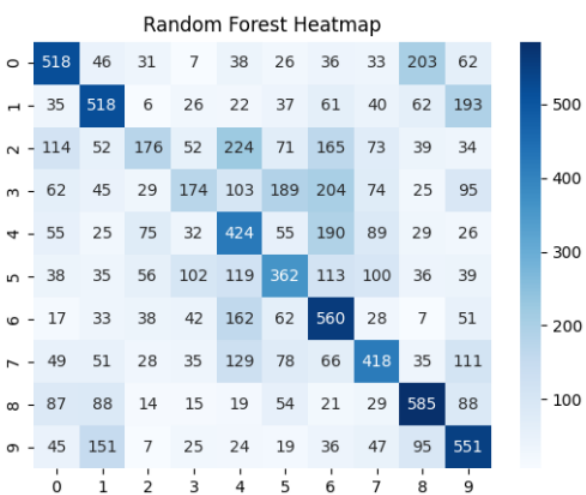 Random Forest Heatmap
0 518 46 31 7 38 26 36 33 203 62
1 35 518 6 26 22 37 61 40 62 193
2 114 52 176 52 224 71 165 73 39 34
3 62 45 29 174 103 189 204 74 25 95
4 55 25 75 32 424 55 190 89 29 26
5 38 35 56 102 119 362 113 100 36 39
6 17 33 38 42 162 62 560 28 7 51
7 49 51 28 35 129 78 66 418 35 111
8 87 88 14 15 19 54 21 29 585 88
9 45 151 7 25 24 19 36 47 95 551
0 1 2 3 4 5 6 7 8 9
500
400
300
200
100